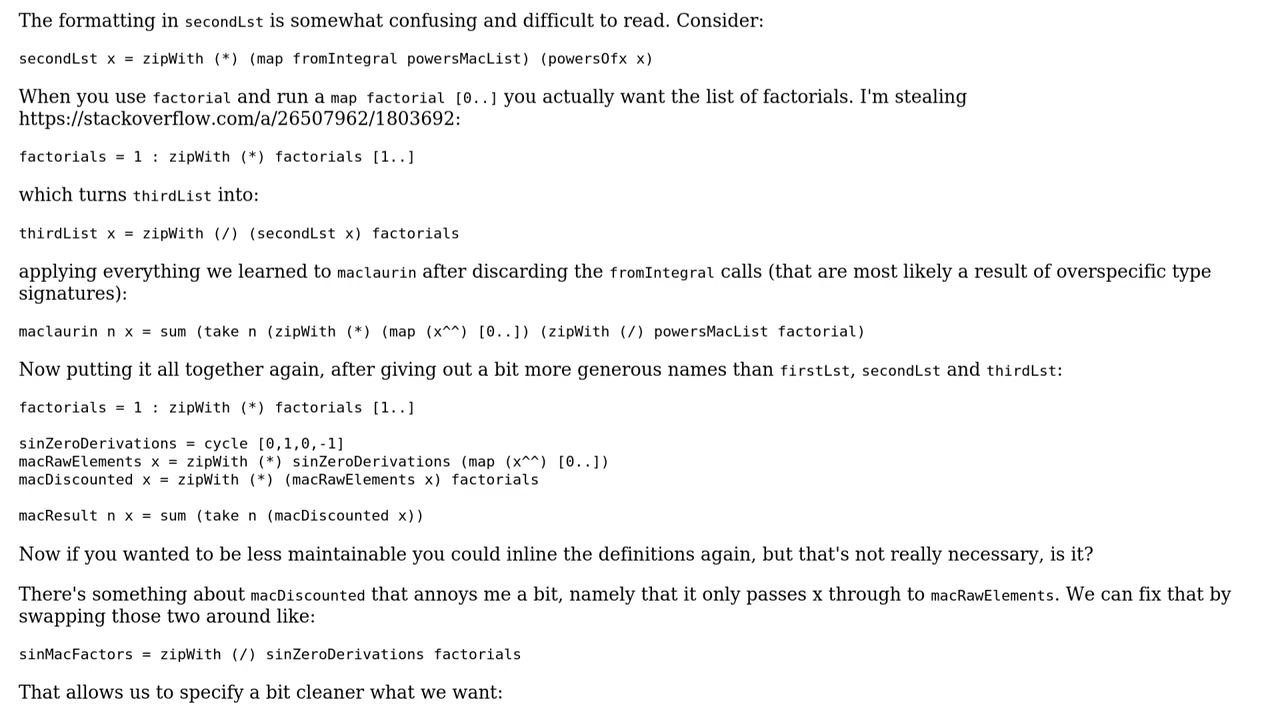 The formatting in secondLst is somewhat confusing and difficult to read. Consider:
secondLst x = zipWith (*) (map fromIntegral powersMacList) (powersOfx x)
When you use factorial and run a map factorial [0..] you actually want the list of factorials. I'm stealing
https://stackoverflow.com/a/26507962/1803692:
factorials = 1 : zipWith (*) factorials [1..]
which turns thirdList into:
thirdList x = zipWith (/) (secondLst x) factorials
applying everything we learned to maclaurin after discarding the fromIntegral calls (that are most likely a result of overspecific type
signatures):
maclaurin n x = sum (take n (zipWith (*) (map (x^^) [0..]) (zipWith (/) powersMacList factorial)
Now putting it all together again, after giving out a bit more generous names than firstLst, secondLst and thirdLst:
factorials = 1 : zipWith (*) factorials [1..]
sinZeroDerivations = cycle [0,1,0,-1]
macRawElements x = zipWith (*) sinZeroDerivations (map (x^^) [0..])
macDiscounted x = zipWith (*) (macRawElements x) factorials
macResult n x = sum (take n (macDiscounted x))
Now if you wanted to be less maintainable you could inline the definitions again, but that's not really necessary, is it?
There's something about macDiscounted that annoys me a bit, namely that it only passes x through to macRawElements. We can fix that by
swapping those two around like:
sinMacFactors = zipWith (/) sinZeroDerivations factorials
That allows us to specify a bit cleaner what we want: